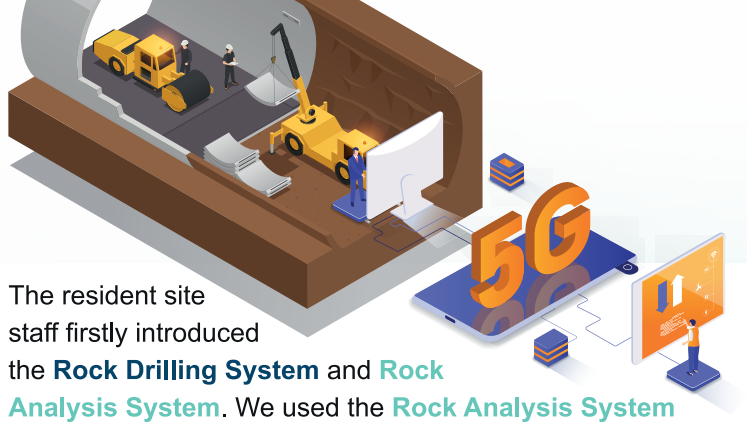 5G
The resident site
staff firstly introduced
the Rock Drilling System and Rock
Analysis System. We used the Rock Analysis System